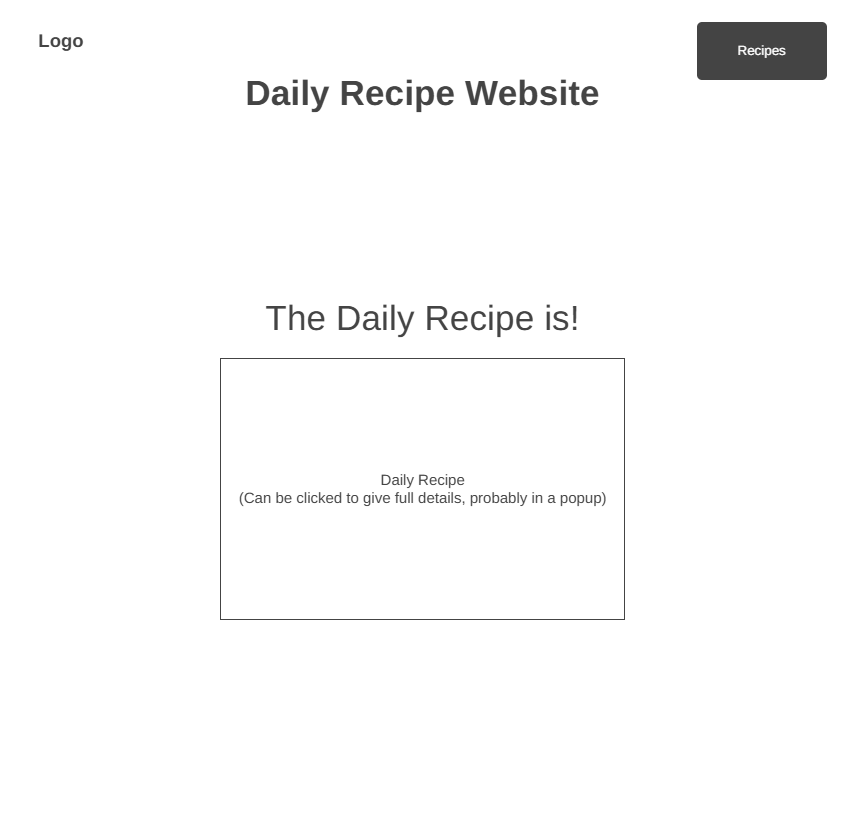 Logo
Recipes
Daily Recipe Website
The Daily Recipe is!
Daily Recipe
(Can be clicked to give full details, probably in a popup)